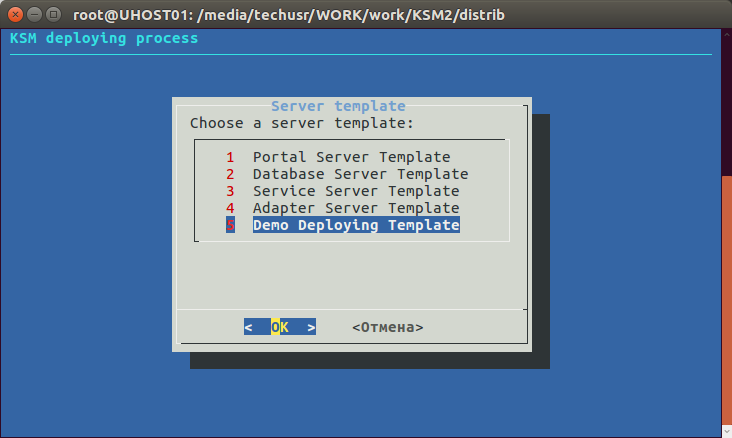 root@UHOST01: /media/techusr/WORK/work/KSM2/distrib
KSM deploying process
Server template
Choose a server template:
1 Portal Server Template
2 Database Server Template
3 Service Server Template
4 Adapter Server Template
5 Demo Deploying Template
< OK > <Отмена>